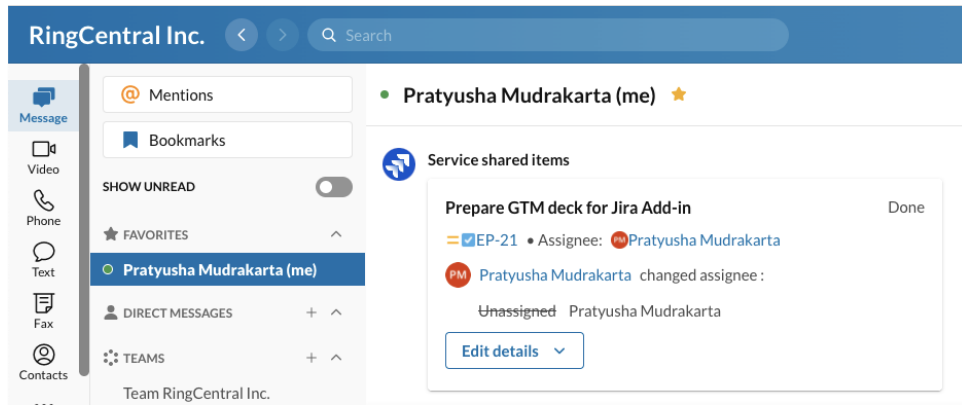 RingCentral Inc.
Search
Message
Video
Phone
Text
Fax
Contacts
@ Mentions
Bookmarks
SHOW UNREAD
FAVORITES
Pratyusha Mudrakarta (me)
DIRECT MESSAGES
TEAMS
Team RingCentral Inc.
Pratyusha Mudrakarta (me)
Service shared items
Prepare GTM deck for Jira Add-in
Done
EP-21 • Assignee: PM Pratyusha Mudrakarta
PM Pratyusha Mudrakarta changed assignee :
Unassigned Pratyusha Mudrakarta
Edit details